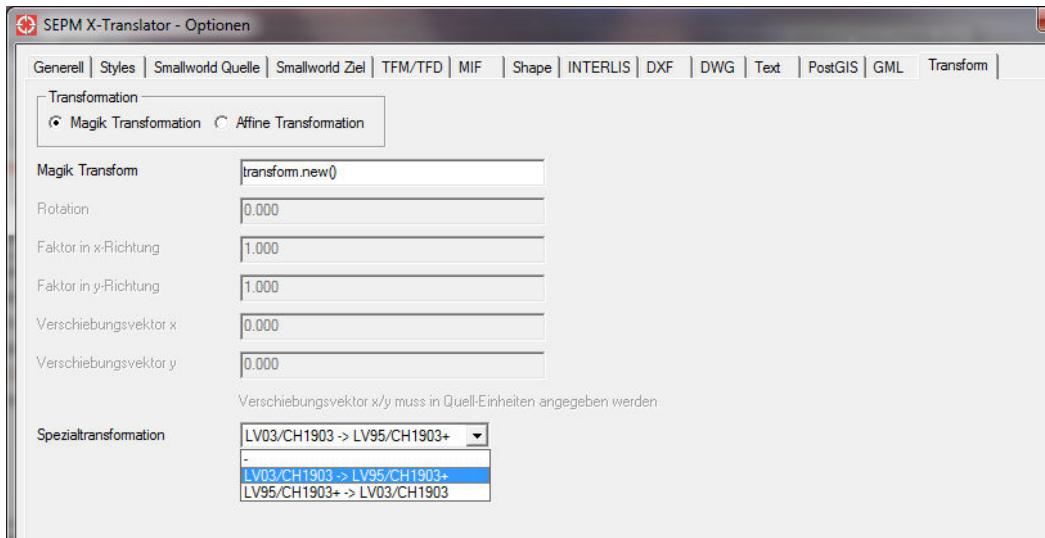 SEPM X-Translator - Optionen
Generell Styles Smallworld Quelle Smallworld Ziel TFM/TFD MIF Shape INTERLIS DXF DWG Text PostGIS GML Transform
Transformation
Magik Transformation Affine Transformation
Magik Transform transform.new()
Rotation 0.000
Faktor in x-Richtung 1.000
Faktor in y-Richtung 1.000
Verschiebungsvektor x 0.000
Verschiebungsvektor y 0.000
Verschiebungsvektor x/y muss in Quell-Einheiten angegeben werden
Spezialtransformation LV03/CH1903 -> LV95/CH1903+
-
LV03/CH1903 -> LV95/CH1903+
LV95/CH1903+ -> LV03/CH1903